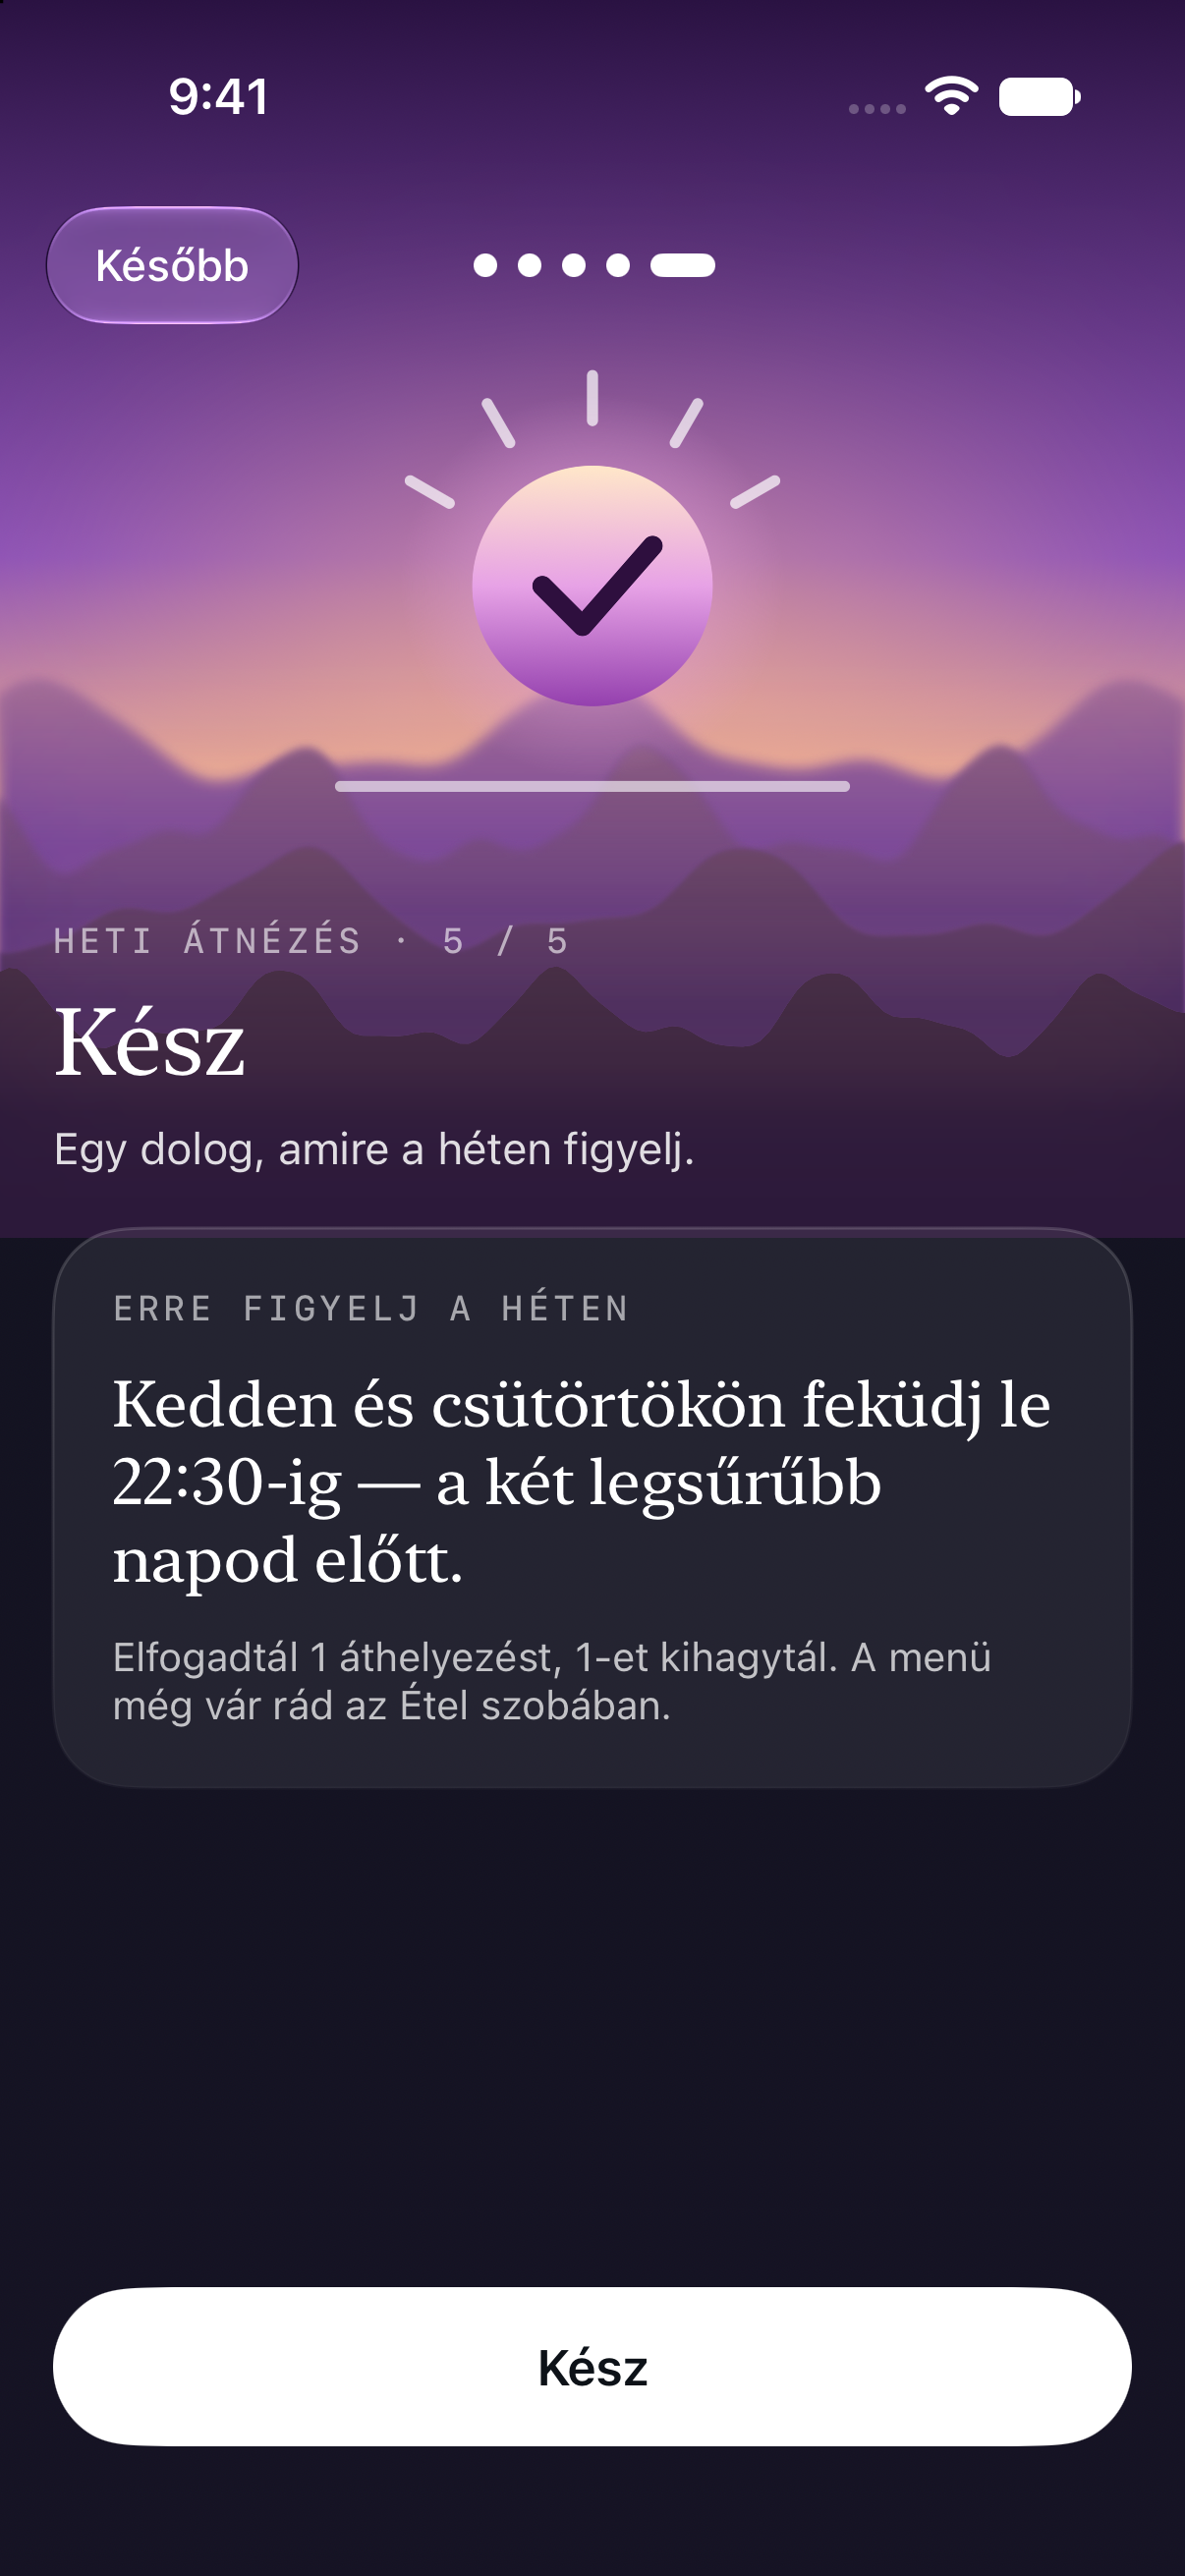 9:41
Később
HETI ÁTNÉZÉS · 5 / 5
Kész
Egy dolog, amire a héten figyelj.
ERRE FIGYELJ A HÉTEN
Kedden és csütörtökön feküdj le
22:30-ig — a két legsűrűbb
napod előtt.
Elfogadtál 1 áthelyezést, 1-et kihagytál. A menü
még vár rád az Étel szobában.
Kész